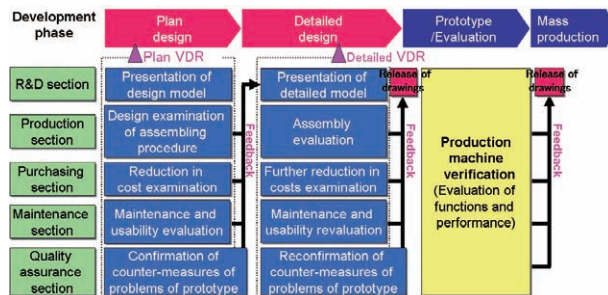 Development phase
Plan design
Detailed design
Prototype /Evaluation
Mass production
Plan VDR
Detailed VDR
R&D section
Presentation of design model
Presentation of detailed model
Release of drawings
Release of drawings
Production section
Design examination of assembling procedure
Feedback
Assembly evaluation
Feedback
Production machine verification (Evaluation of functions and performance)
Feedback
Purchasing section
Reduction in cost examination
Further reduction in costs examination
Maintenance section
Maintenance and usability evaluation
Maintenance and usability revaluation
Quality assurance section
Confirmation of counter-measures of problems of prototype
Reconfirmation of counter-measures of problems of prototype